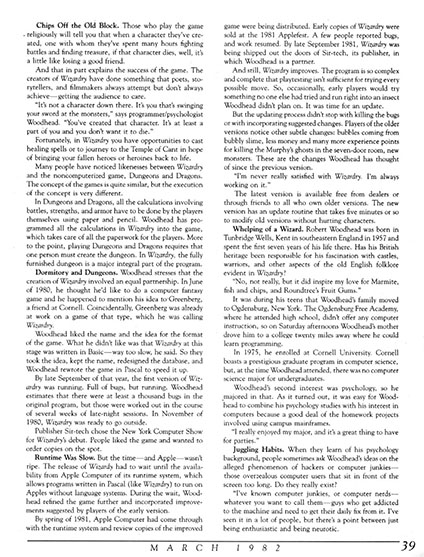 Chips Off the Old Block. Those who play the game
religiously will tell you that when a character they've cre-
ated, one with whom they've spent many hours fighting
battles and finding treasure, if that character dies, well, it's
a little like losing a good friend.
And that in part explains the success of the game. The
creators of Wizardry have done something that poets, sto-
rytellers, and filmmakers always attempt but don't always
achieve—getting the audience to care.
"It's not a character down there. It's you that's swinging
your sword at the monsters," says programmer/psychologist
Woodhead. "You've created that character. It's at least a
part of you and you don't want it to die."
Fortunately, in Wizardry you have opportunities to cast
healing spells or to journey to the Temple of Cant in hope
of bringing your fallen heroes or heroines back to life.
Many people have noticed likenesses between Wizardry
and the noncomputerized game, Dungeons and Dragons.
The concept of the games is quite similar, but the execution
of the concept is very different.
In Dungeons and Dragons, all the calculations involving
battles, strengths, and armor have to be done by the players
themselves using paper and pencil. Woodhead has pro-
grammed all the calculations in Wizardry into the game,
which takes care of all the paperwork for the players. More
to the point, playing Dungeons and Dragons requires that
one person must create the dungeon. In Wizardry, the fully
furnished dungeon is a major integral part of the program.
Dormitory and Dungeons. Woodhead stresses that the
creation of Wizardry involved an equal partnership. In June
of 1980, he thought he'd like to do a computer fantasy
game and he happened to mention his idea to Greenberg,
a friend at Cornell. Coincidentally, Greenberg was already
at work on a game of that type, which he was calling
Wizardry.
Woodhead liked the name and the idea for the format
of the game. What he didn't like was that Wizardry at this
stage was written in Basic—way too slow, he said. So they
took the idea, kept the name, redesigned the database, and
Woodhead rewrote the game in Pascal to speed it up.
By late September of that year, the first version of Wiz-
ardry was running. Full of bugs, but running. Woodhead
estimates that there were at least a thousand bugs in the
original program, but those were worked out in the course
of several weeks of late-night sessions. In November of
1980, Wizardry was ready to go outside.
Publisher Sir-tech chose the New York Computer Show
for Wizardry's debut. People liked the game and wanted to
order copies on the spot.
Runtime Was Slow. But the time—and Apple—wasn't
ripe. The release of Wizardry had to wait until the availa-
bility from Apple Computer of its runtime system, which
allows programs written in Pascal (like Wizardry) to run on
Apples without language systems. During the wait, Wood-
head refined the game further and incorporated improve-
ments suggested by players of the early version.
By spring of 1981, Apple Computer had come through
with the runtime system and review copies of the improved
game were being distributed. Early copies of Wizardry were
sold at the 1981 Applefest. A few people reported bugs,
and work resumed. By late September 1981, Wizardry was
being shipped out the doors of Sir-tech, its publisher, in
which Woodhead is a partner.
And still, Wizardry improves. The program is so complex
and complete that playtesting isn't sufficient for trying every
possible move. So, occasionally, early players would try
something no one else had tried and run right into an insect
Woodhead didn't plan on. It was time for an update.
But the updating process didn't stop with killing the bugs
or with incorporating suggested changes. Players of the older
versions notice other subtle changes: bubbles coming from
bubbly slime, less money and many more experience points
for killing the Murphy's ghosts in the seven-door room, new
monsters. These are the changes Woodhead has thought
of since the previous version.
"I'm never really satisfied with Wizardry. I'm always
working on it."
The latest version is available free from dealers or
through friends to all who own older versions. The new
version has an update routine that takes five minutes or so
to modify old versions without hurting characters.
Whelping of a Wizard. Robert Woodhead was born in
Tunbridge Wells, Kent in southeastern England in 1957 and
spent the first seven years of his life there. Has his British
heritage been responsible for his fascination with castles,
warriors, and other aspects of the old English folklore
evident in Wizardry?
"No, not really, but it did inspire my love for Marmite,
fish and chips, and Roundtree's Fruit Gums."
It was during his teens that Woodhead's family moved
to Ogdensburg, New York. The Ogdensburg Free Academy,
where he attended high school, didn't offer any computer
instruction, so on Saturday afternoons Woodhead's mother
drove him to a college twenty miles away where he could
learn programming.
In 1975, he enrolled at Cornell University. Cornell
boasts a prestigious graduate program in computer science,
but, at the time Woodhead attended, there was no computer
science major for undergraduates.
Woodhead's second interest was psychology, so he
majored in that. As it turned out, it was easy for Wood-
head to combine his psychology studies with his interest in
computers because a good deal of the homework projects
involved using campus mainframes.
"I really enjoyed my major, and it's a great thing to have
for parties."
Juggling Habits. When they learn of his psychology
background, people sometimes ask Woodhead's ideas on the
alleged phenomenon of hackers or computer junkies—
those overzealous computer users that sit in front of the
screen too long. Do they really exist?
"I've known computer junkies, or computer nerds—
whatever you want to call them—guys who get addicted
to the machine and need to get their daily fix from it. I've
seen it in a lot of people, but there's a point between just
being enthusiastic and being neurotic.
MARCH 1982 39